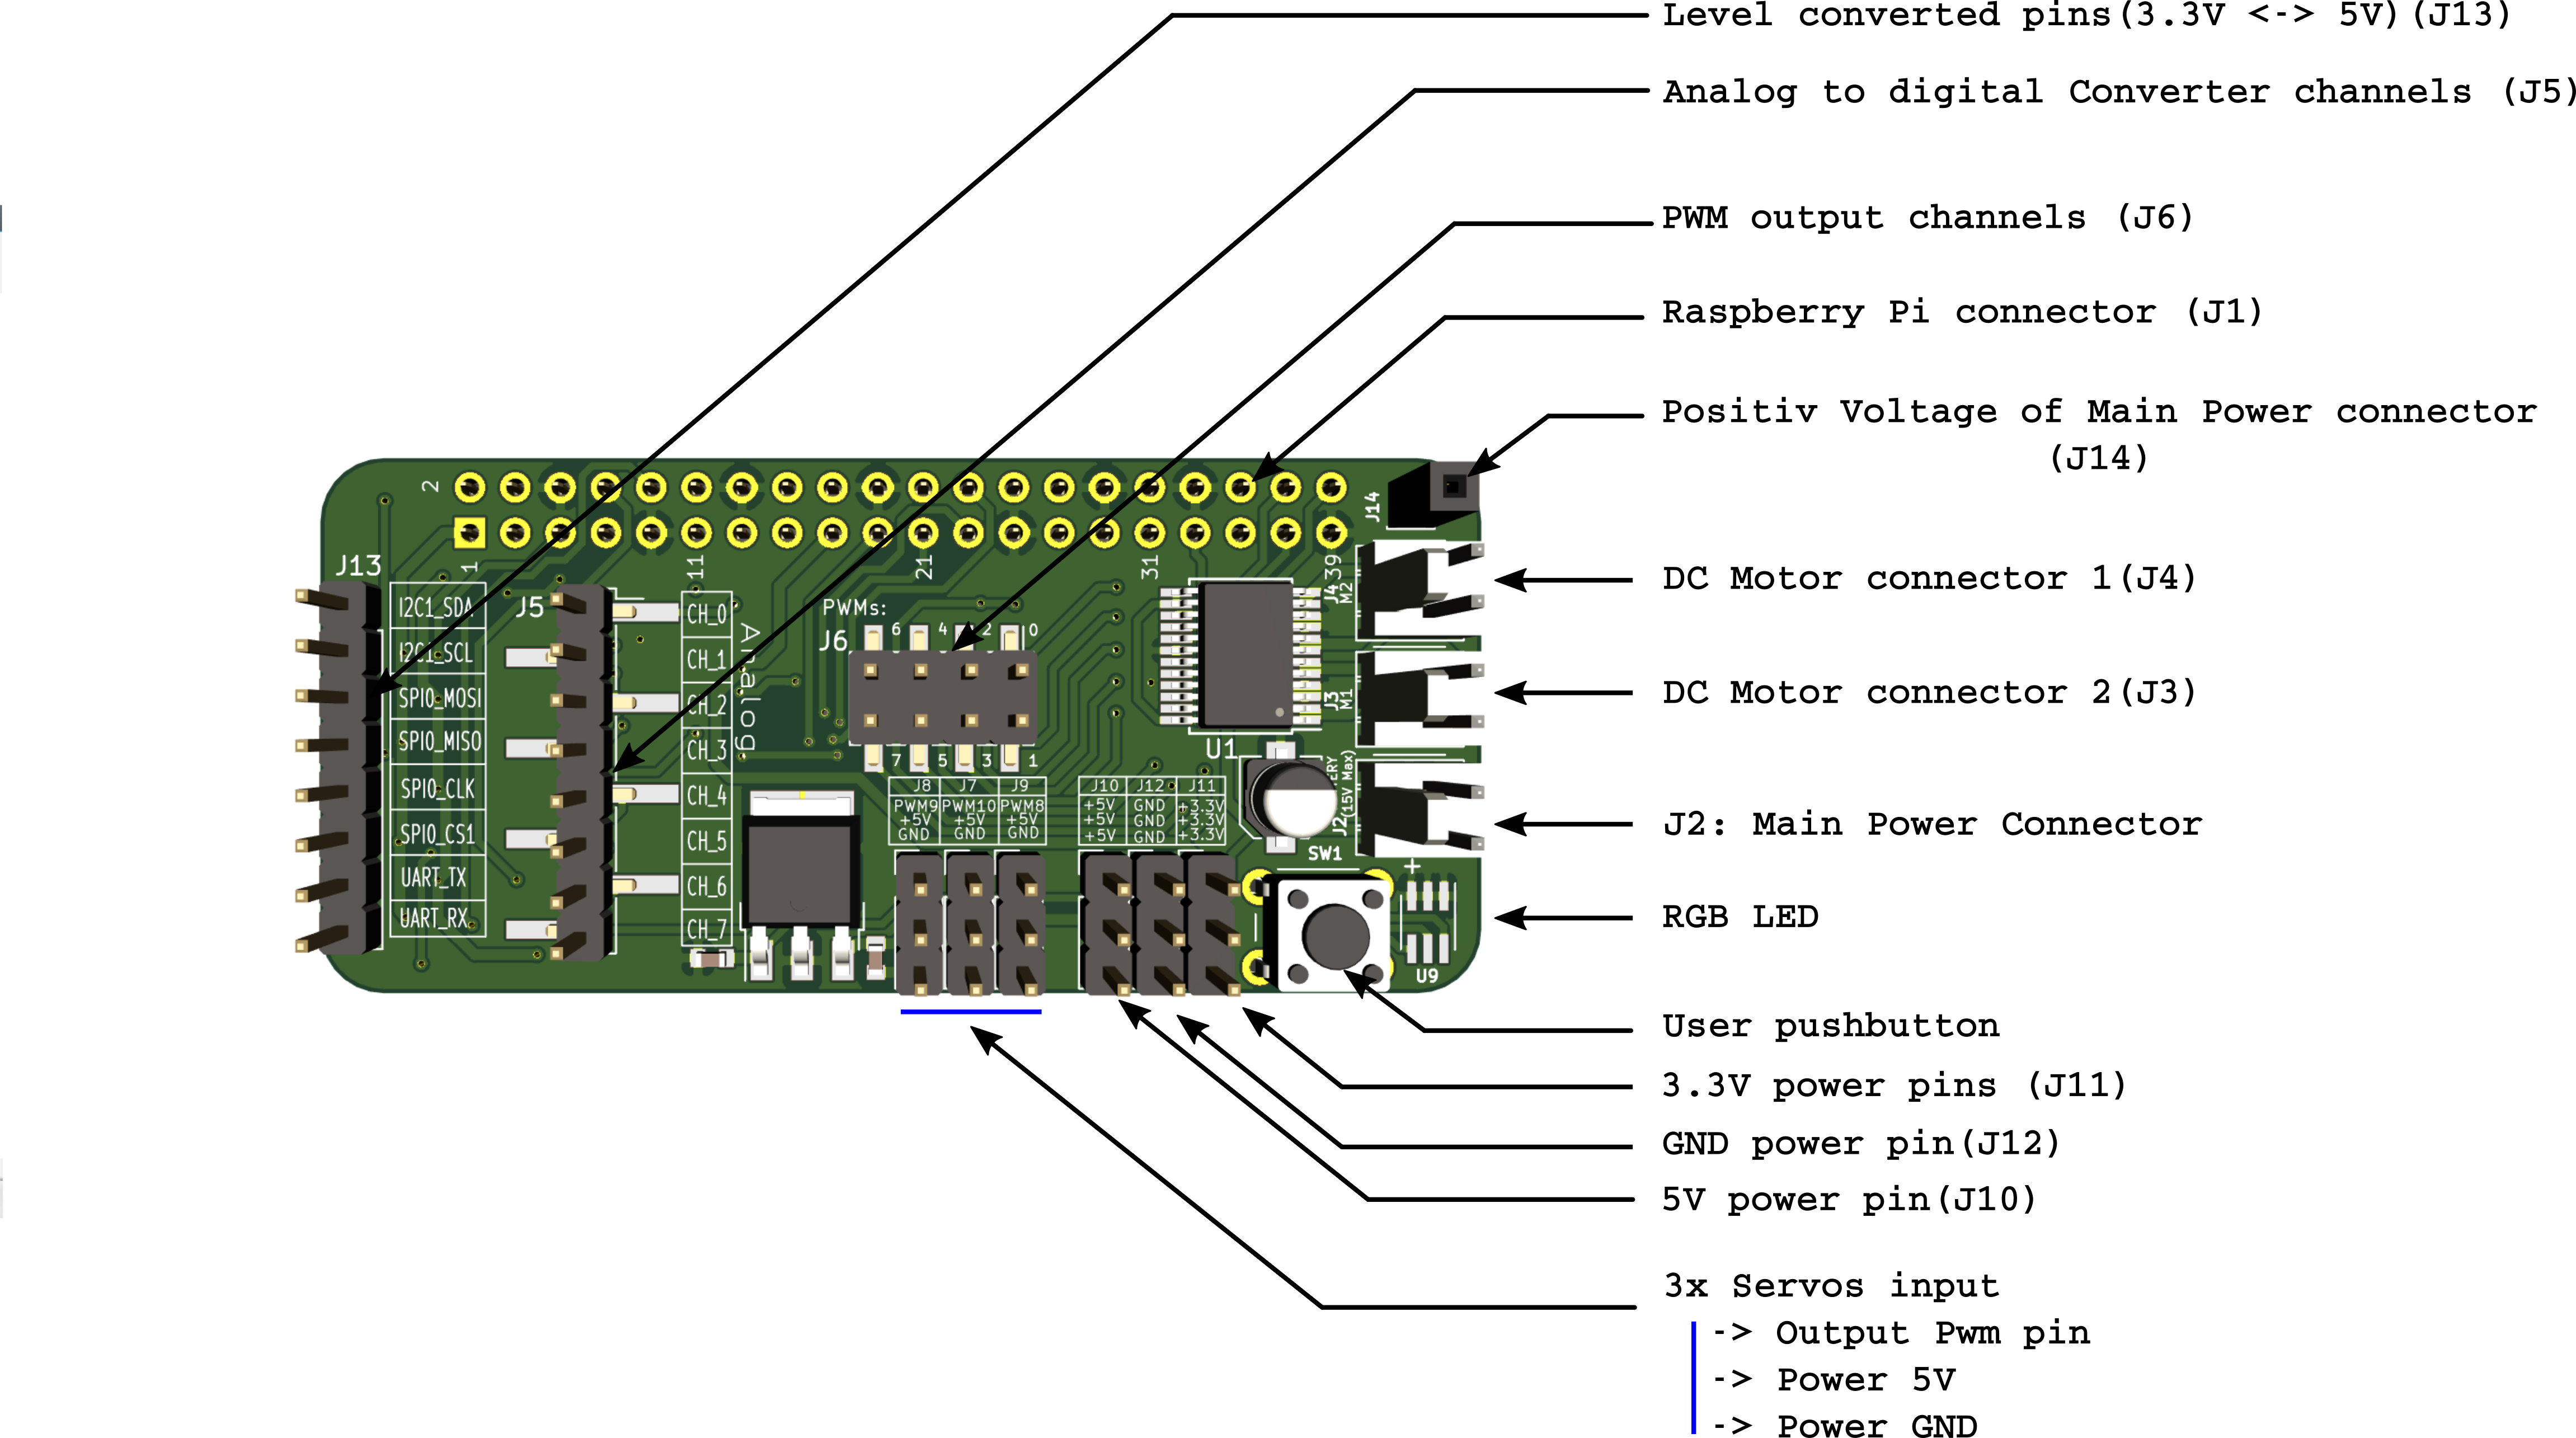 Level converted pins(3.3V <-> 5V)(J13)
Analog to digital Converter channels (J5)
PWM output channels (J6)
Raspberry Pi connector (J1)
Positiv Voltage of Main Power connector
(J14)
DC Motor connector 1(J4)
DC Motor connector 2(J3)
J2: Main Power Connector
RGB LED
User pushbutton
3.3V power pins (J11)
GND power pin(J12)
5V power pin(J10)
3x Servos input
-> Output Pwm pin
-> Power 5V
-> Power GND
2
1
11
21
31
39
J14
J13
I2C1_SDA
I2C1_SCL
SPI0_MOSI
SPI0_MISO
SPI0_CLK
SPI0_CS1
UART_TX
UART_RX
J5
CH_0
CH_1
CH_2
CH_3
CH_4
CH_5
CH_6
CH_7
Analog
PWMs:
J6
6 4 2 0
7 5 3 1
J8 J7 J9
PWM9 PWM10 PWM8
+5V +5V +5V
GND GND GND
J10 J12 J11
+5V GND +3.3V
+5V GND +3.3V
+5V GND +3.3V
U1
J4
M2
J3
M1
J2
(15V Max)
SW1
+
U9